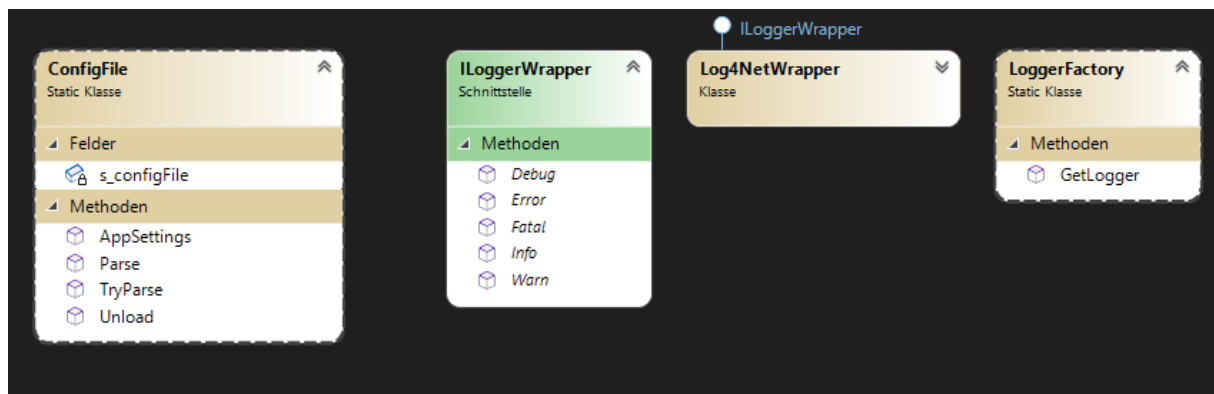 ConfigFile
Static Klasse
Felder
s_configFile
Methoden
AppSettings
Parse
TryParse
Unload
ILoggerWrapper
Schnittstelle
Methoden
Debug
Error
Fatal
Info
Warn
ILoggerWrapper
Log4NetWrapper
Klasse
LoggerFactory
Static Klasse
Methoden
GetLogger